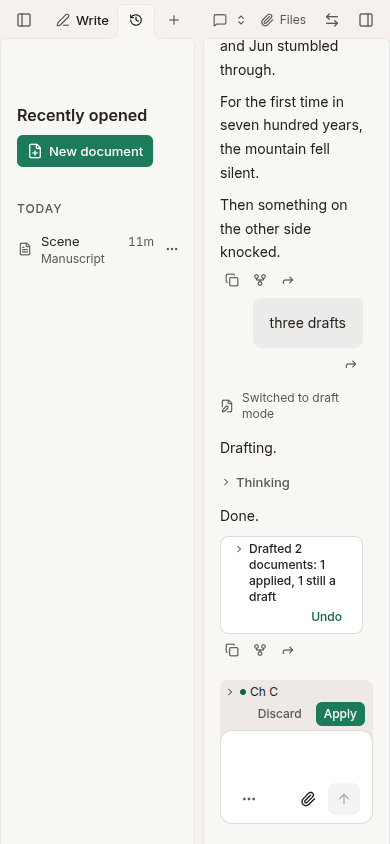 Write
Files
Recently opened
New document
TODAY
Scene
11m
Manuscript
and Jun stumbled
through.
For the first time in
seven hundred years,
the mountain fell
silent.
Then something on
the other side
knocked.
three drafts
Switched to draft
mode
Drafting.
Thinking
Done.
Drafted 2
documents: 1
applied, 1 still a
draft
Undo
Ch C
Discard
Apply